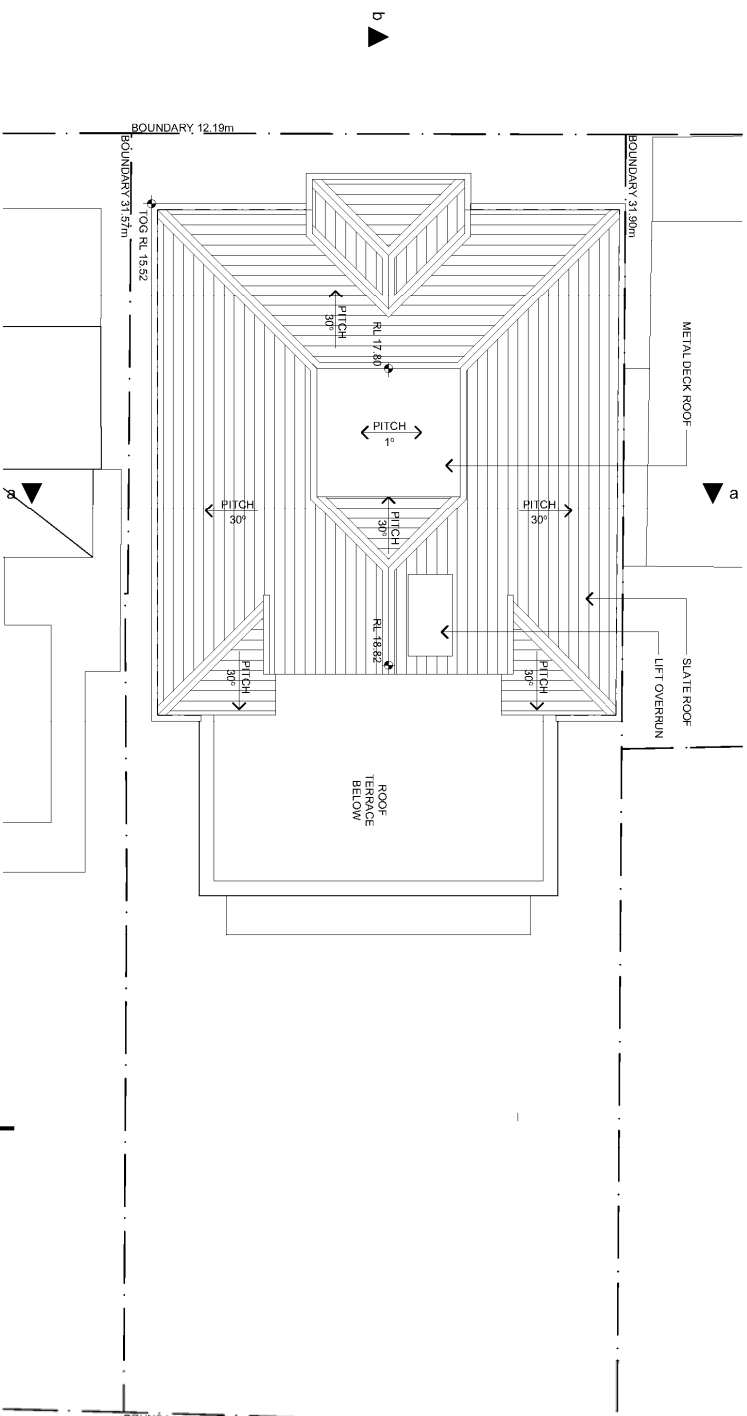 b
BOUNDARY 12.19m
BOUNDARY 31.57m
BOUNDARY 31.90m
TOG RL 15.52
PITCH
30°
RL 17.80
METAL DECK ROOF
PITCH
1°
a
a
PITCH
30°
PITCH
30°
PITCH
30°
RL 18.82
SLATE ROOF
LIFT OVERRUN
PITCH
30°
PITCH
30°
ROOF
TERRACE
BELOW